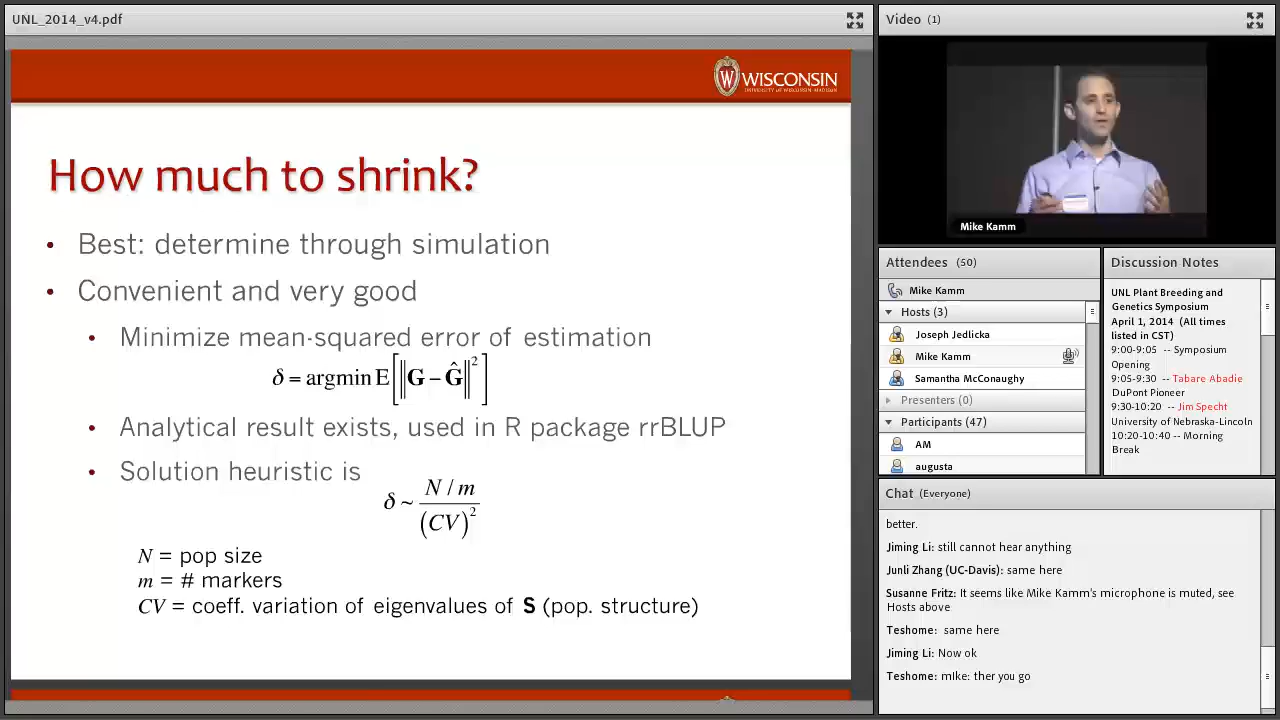 UNL_2014_v4.pdf
WISCONSIN
UNIVERSITY OF WISCONSIN-MADISON
How much to shrink?
• Best: determine through simulation
• Convenient and very good
• Minimize mean-squared error of estimation
δ = argmin E[‖G − Ĝ‖²]
• Analytical result exists, used in R package rrBLUP
• Solution heuristic is
δ ~ (N / m) / (CV)²
N = pop size
m = # markers
CV = coeff. variation of eigenvalues of S (pop. structure)
Video (1)
Mike Kamm
Attendees (50)
Mike Kamm
Hosts (3)
Joseph Jedlicka
Mike Kamm
Samantha McConaughy
Presenters (0)
Participants (47)
AM
augusta
Discussion Notes
UNL Plant Breeding and
Genetics Symposium
April 1, 2014 (All times
listed in CST)
9:00-9:05 -- Symposium
Opening
9:05-9:30 -- Tabare Abadie
DuPont Pioneer
9:30-10:20 -- Jim Specht
University of Nebraska-Lincoln
10:20-10:40 -- Morning
Break
Chat (Everyone)
better.
Jiming Li: still cannot hear anything
Junli Zhang (UC-Davis): same here
Susanne Fritz: It seems like Mike Kamm's microphone is muted, see
Hosts above
Teshome: same here
Jiming Li: Now ok
Teshome: mIke: ther you go